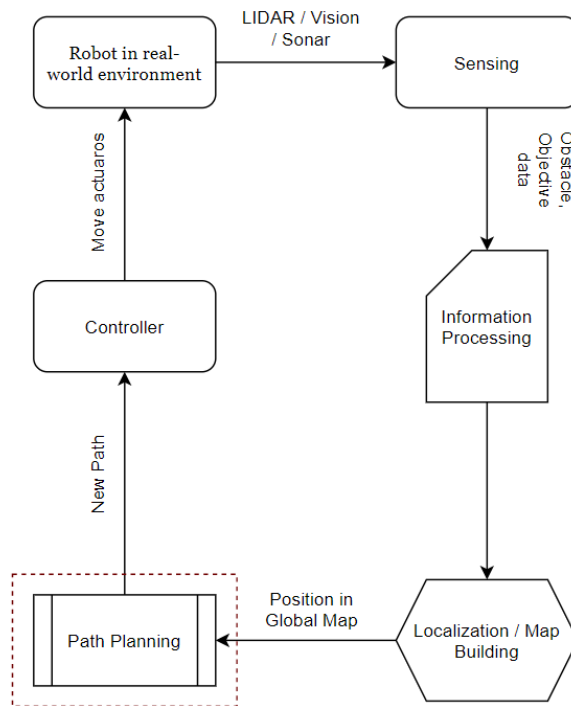 LIDAR / Vision
/ Sonar
Robot in real-
world environment
Sensing
Obstacle,
Objective
data
Move actuaros
Information
Processing
Controller
New Path
Position in
Global Map
Path Planning
Localization / Map
Building